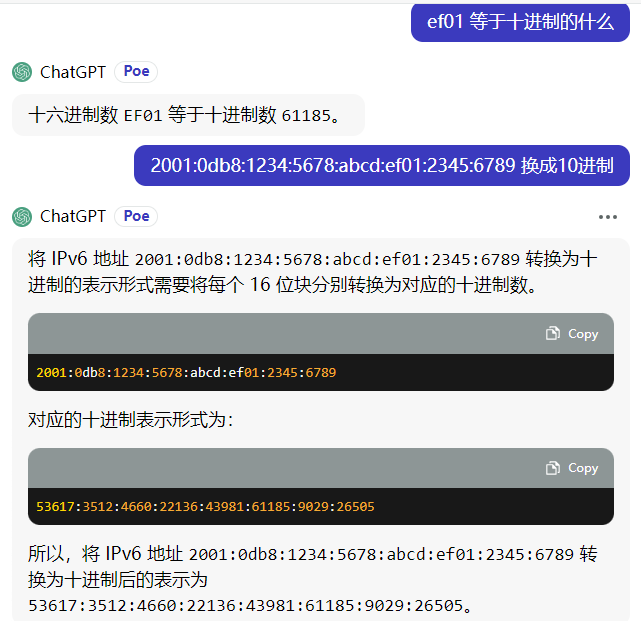 ef01 等于十进制的什么
ChatGPT Poe
十六进制数 EF01 等于十进制数 61185。
2001:0db8:1234:5678:abcd:ef01:2345:6789 换成10进制
ChatGPT Poe
将 IPv6 地址 2001:0db8:1234:5678:abcd:ef01:2345:6789 转换为十
进制的表示形式需要将每个 16 位块分别转换为对应的十进制数。
Copy
2001:0db8:1234:5678:abcd:ef01:2345:6789
对应的十进制表示形式为：
Copy
53617:3512:4660:22136:43981:61185:9029:26505
所以，将 IPv6 地址 2001:0db8:1234:5678:abcd:ef01:2345:6789 转
换为十进制后的表示为
53617:3512:4660:22136:43981:61185:9029:26505。